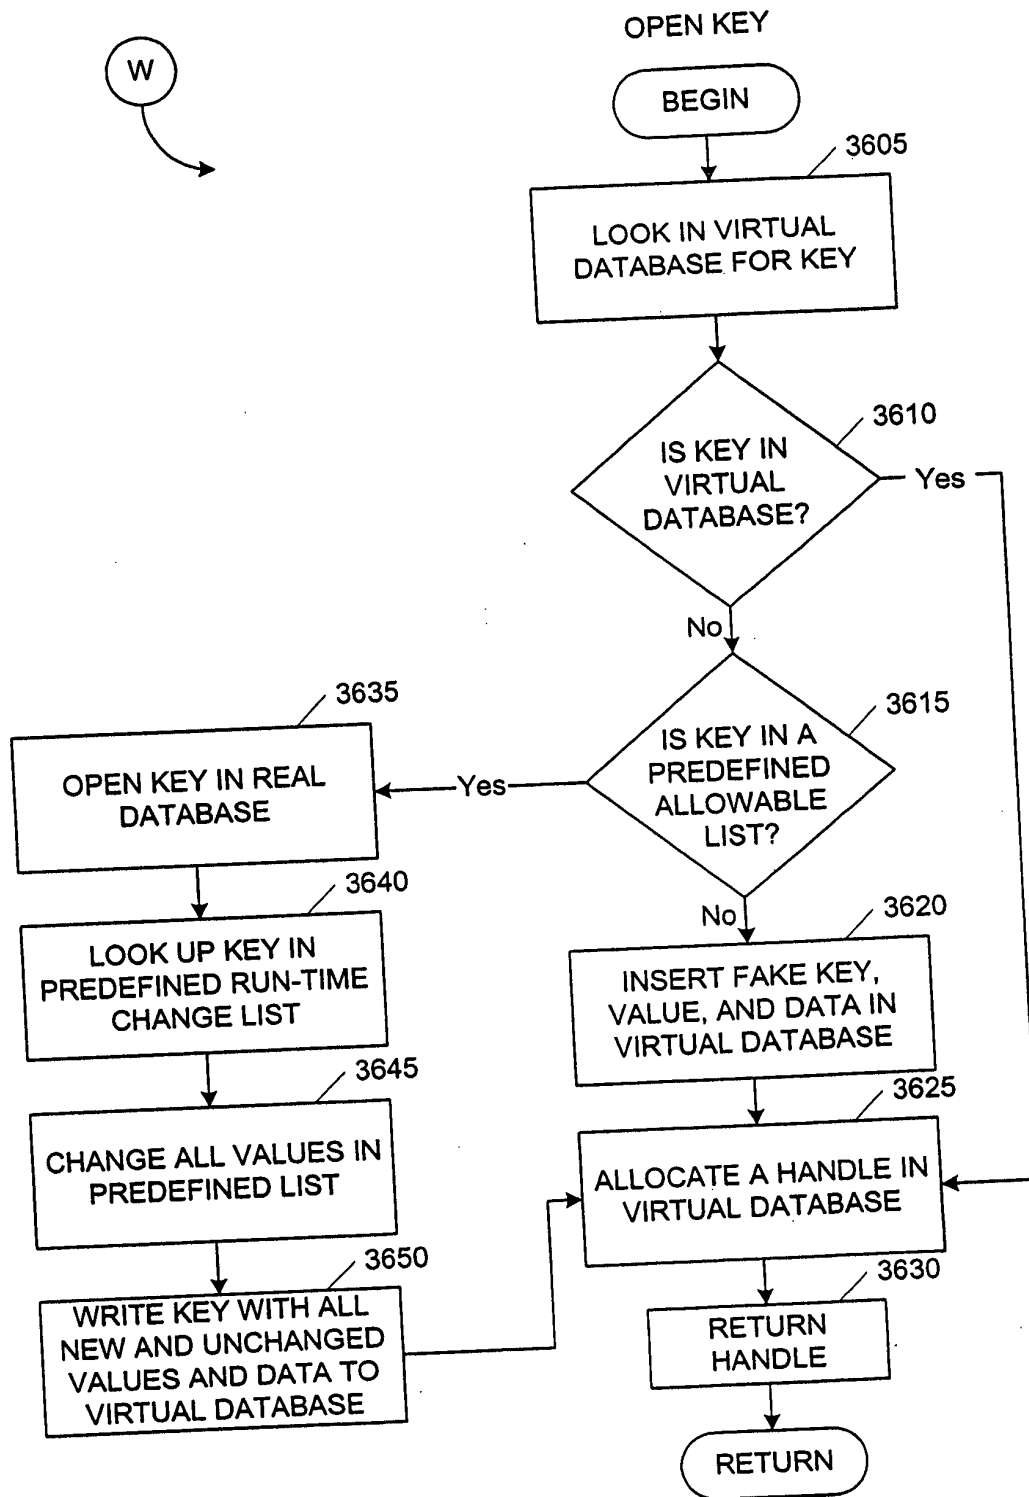 OPEN KEY
W
BEGIN
3605
LOOK IN VIRTUAL
DATABASE FOR KEY
3610
IS KEY IN
VIRTUAL
DATABASE?
Yes
No
3615
IS KEY IN A
PREDEFINED
ALLOWABLE
LIST?
Yes
No
3635
OPEN KEY IN REAL
DATABASE
3640
LOOK UP KEY IN
PREDEFINED RUN-TIME
CHANGE LIST
3645
CHANGE ALL VALUES IN
PREDEFINED LIST
3650
WRITE KEY WITH ALL
NEW AND UNCHANGED
VALUES AND DATA TO
VIRTUAL DATABASE
3620
INSERT FAKE KEY,
VALUE, AND DATA IN
VIRTUAL DATABASE
3625
ALLOCATE A HANDLE IN
VIRTUAL DATABASE
3630
RETURN
HANDLE
RETURN